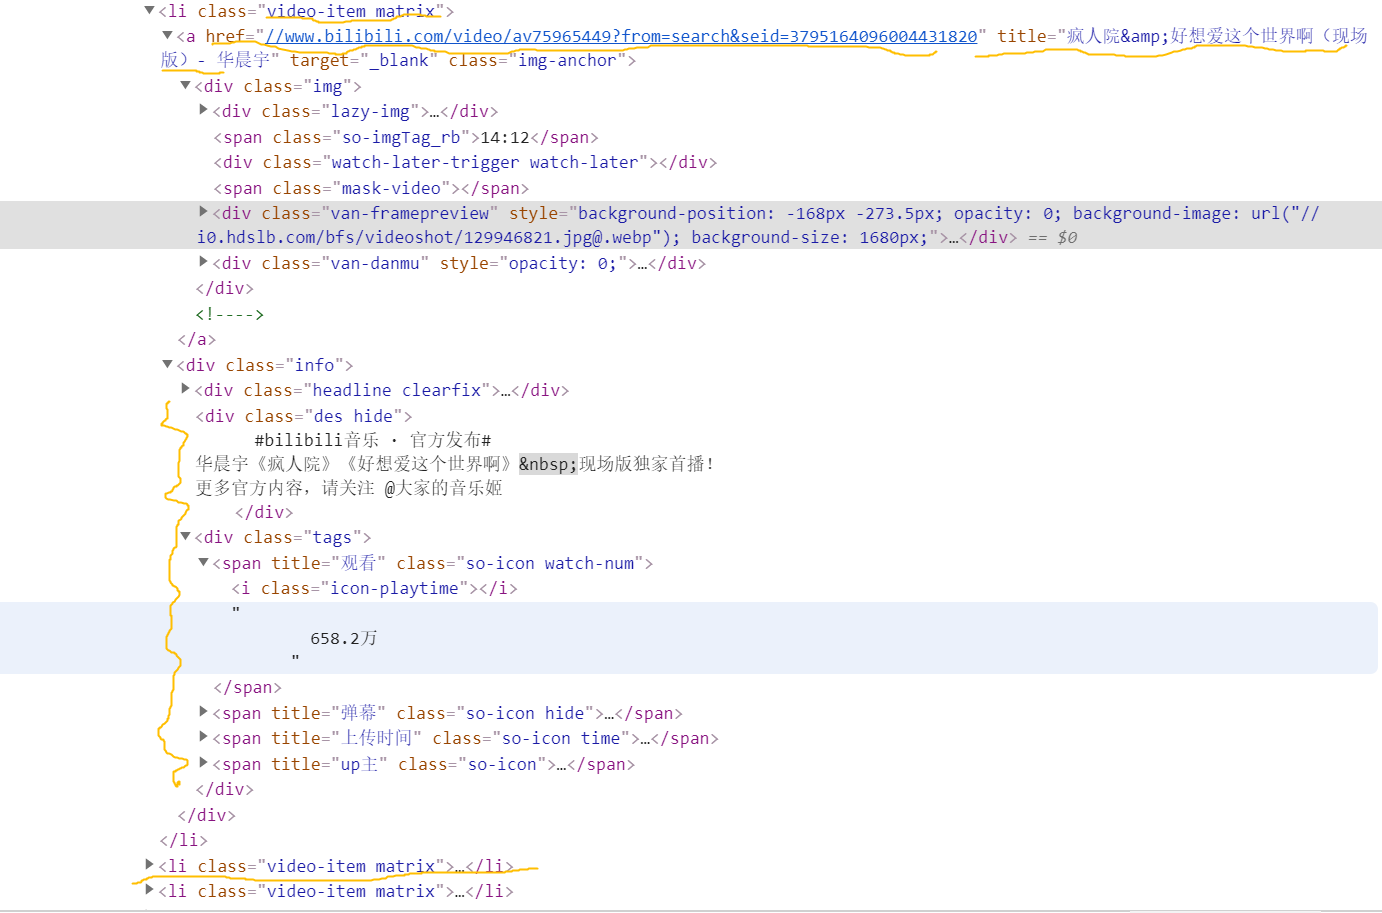 ▼<li class="video-item matrix">
▼<a href="//www.bilibili.com/video/av75965449?from=search&seid=3795164096004431820" title="疯人院&amp;好想爱这个世界啊（现场
版）- 华晨宇" target="_blank" class="img-anchor">
▼<div class="img">
▶<div class="lazy-img">…</div>
<span class="so-imgTag_rb">14:12</span>
<div class="watch-later-trigger watch-later"></div>
<span class="mask-video"></span>
▶<div class="van-framepreview" style="background-position: -168px -273.5px; opacity: 0; background-image: url("//
i0.hdslb.com/bfs/videoshot/129946821.jpg@.webp"); background-size: 1680px;">…</div> == $0
▶<div class="van-danmu" style="opacity: 0;">…</div>
</div>
<!---->
</a>
▼<div class="info">
▶<div class="headline clearfix">…</div>
<div class="des hide">
#bilibili音乐 · 官方发布#
华晨宇《疯人院》《好想爱这个世界啊》&nbsp;现场版独家首播！
更多官方内容，请关注 @大家的音乐姬
</div>
▼<div class="tags">
▼<span title="观看" class="so-icon watch-num">
<i class="icon-playtime"></i>
"
658.2万
"
</span>
▶<span title="弹幕" class="so-icon hide">…</span>
▶<span title="上传时间" class="so-icon time">…</span>
▶<span title="up主" class="so-icon">…</span>
</div>
</div>
</li>
▶<li class="video-item matrix">…</li>
▶<li class="video-item matrix">…</li>